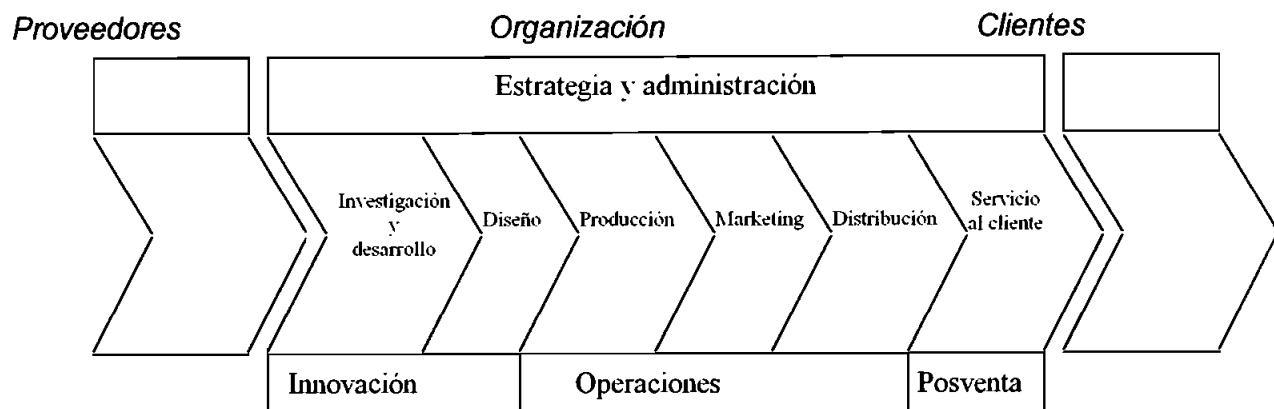 Proveedores
Organización
Clientes
Estrategia y administración
Investigación
y
desarrollo
Diseño
Producción
Marketing
Distribución
Servicio
al cliente
Innovación
Operaciones
Posventa